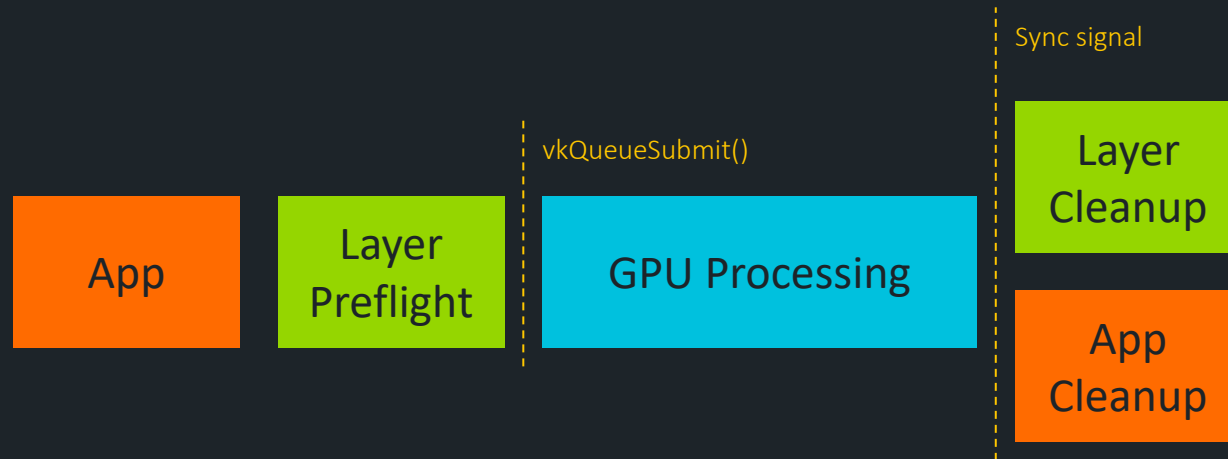 App
Layer
Preflight
vkQueueSubmit()
GPU Processing
Sync signal
Layer
Cleanup
App
Cleanup